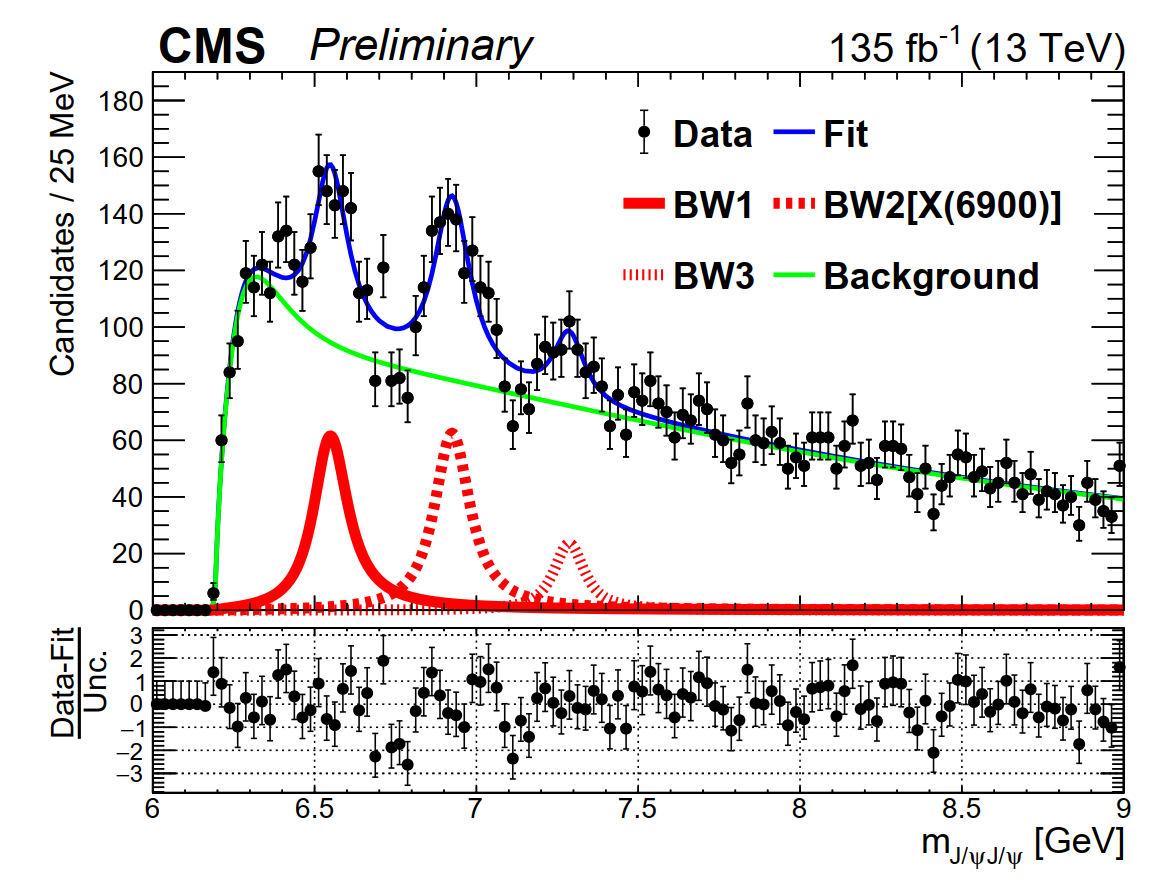 CMS Preliminary 135 fb-1 (13 TeV)
Candidates / 25 MeV
180
160
140
120
100
80
60
40
20
0
Data Fit
BW1 BW2[X(6900)]
BW3 Background
Data-Fit
Unc.
3
2
1
0
−1
−2
−3
6 6.5 7 7.5 8 8.5 9
mJ/ψJ/ψ [GeV]